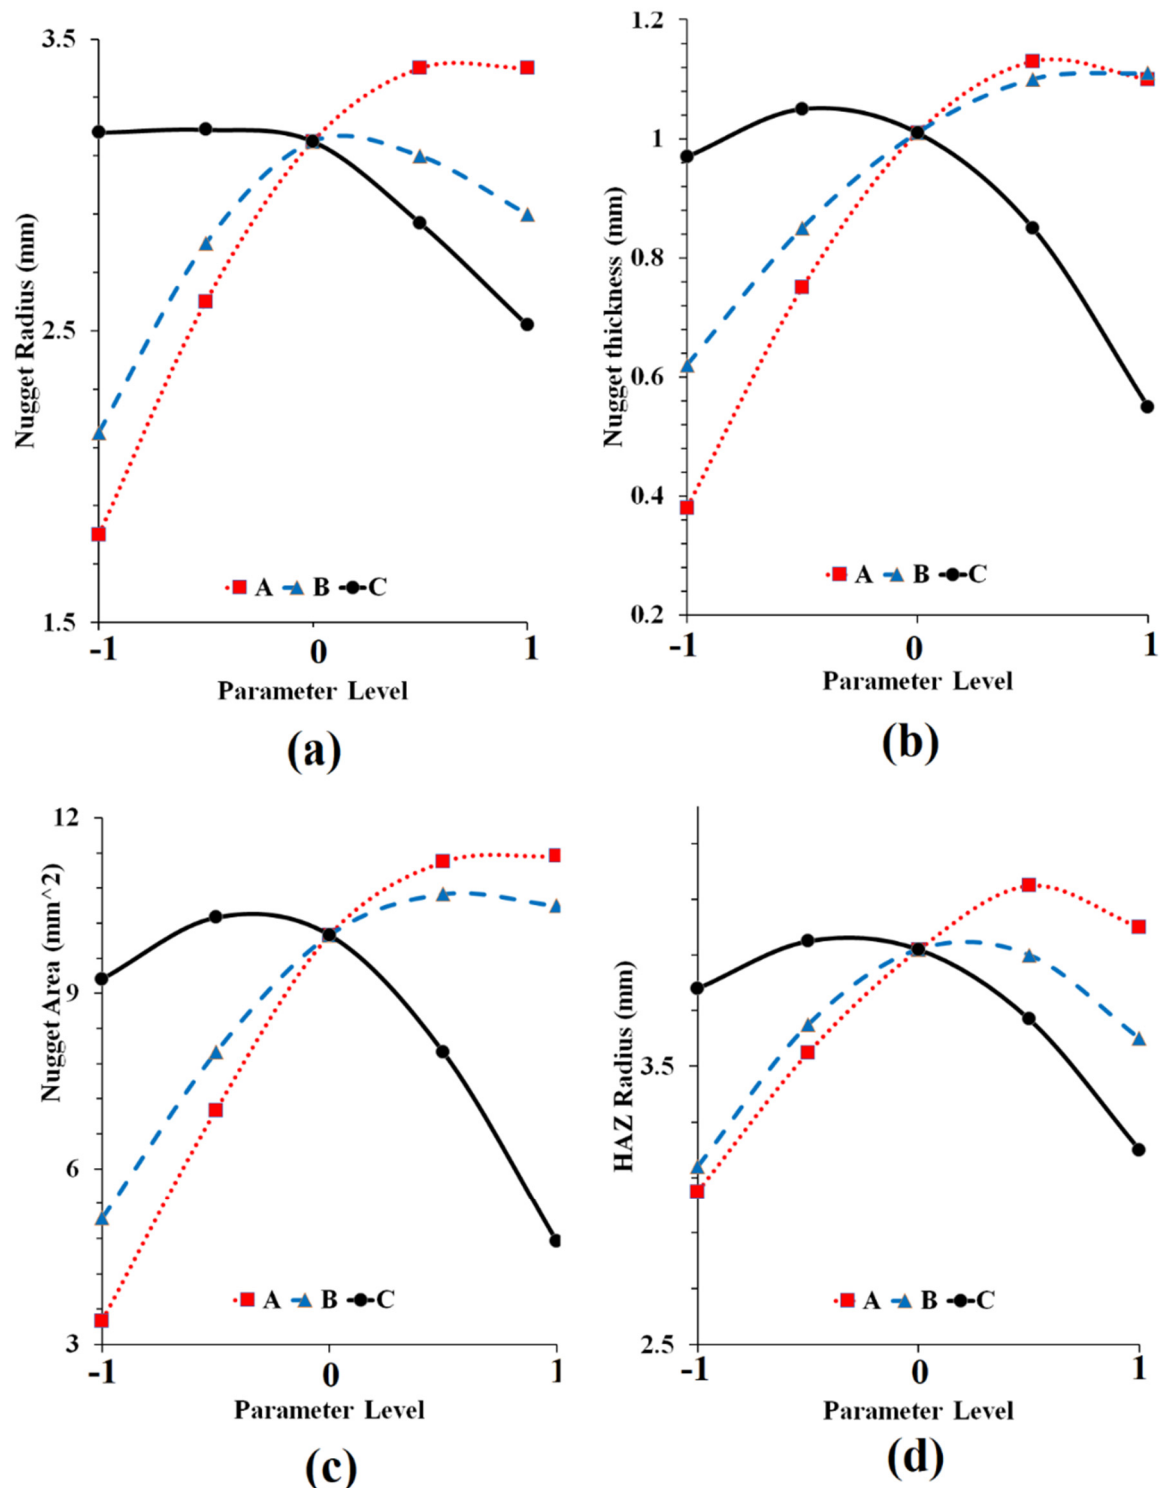 3.5
2.5
1.5
Nugget Radius (mm)
A B C
-1 0 1
Parameter Level
(a)
1.2
1
0.8
0.6
0.4
0.2
Nugget thickness (mm)
A B C
-1 0 1
Parameter Level
(b)
12
9
6
3
Nugget Area (mm^2)
A B C
-1 0 1
Parameter Level
(c)
3.5
2.5
HAZ Radius (mm)
A B C
-1 0 1
Parameter Level
(d)